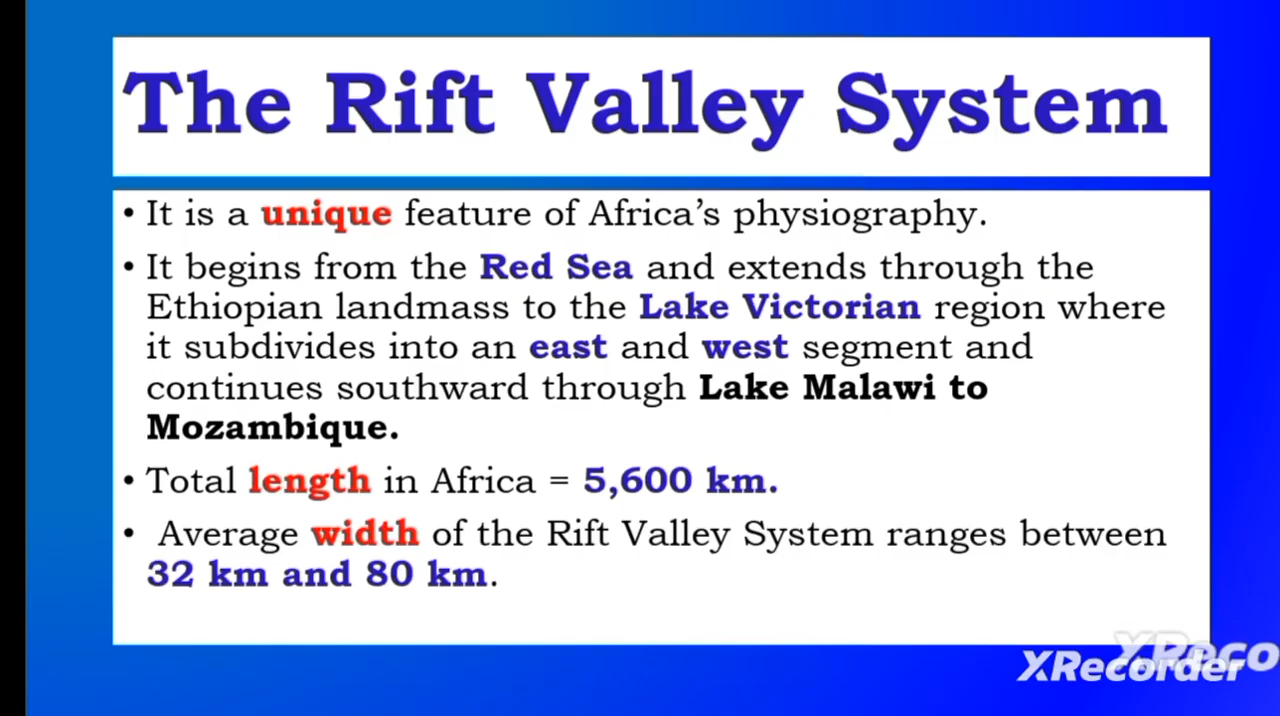 The Rift Valley System
• It is a unique feature of Africa's physiography.
• It begins from the Red Sea and extends through the
Ethiopian landmass to the Lake Victorian region where
it subdivides into an east and west segment and
continues southward through Lake Malawi to
Mozambique.
• Total length in Africa = 5,600 km.
• Average width of the Rift Valley System ranges between
32 km and 80 km.
XReco
XRecorder